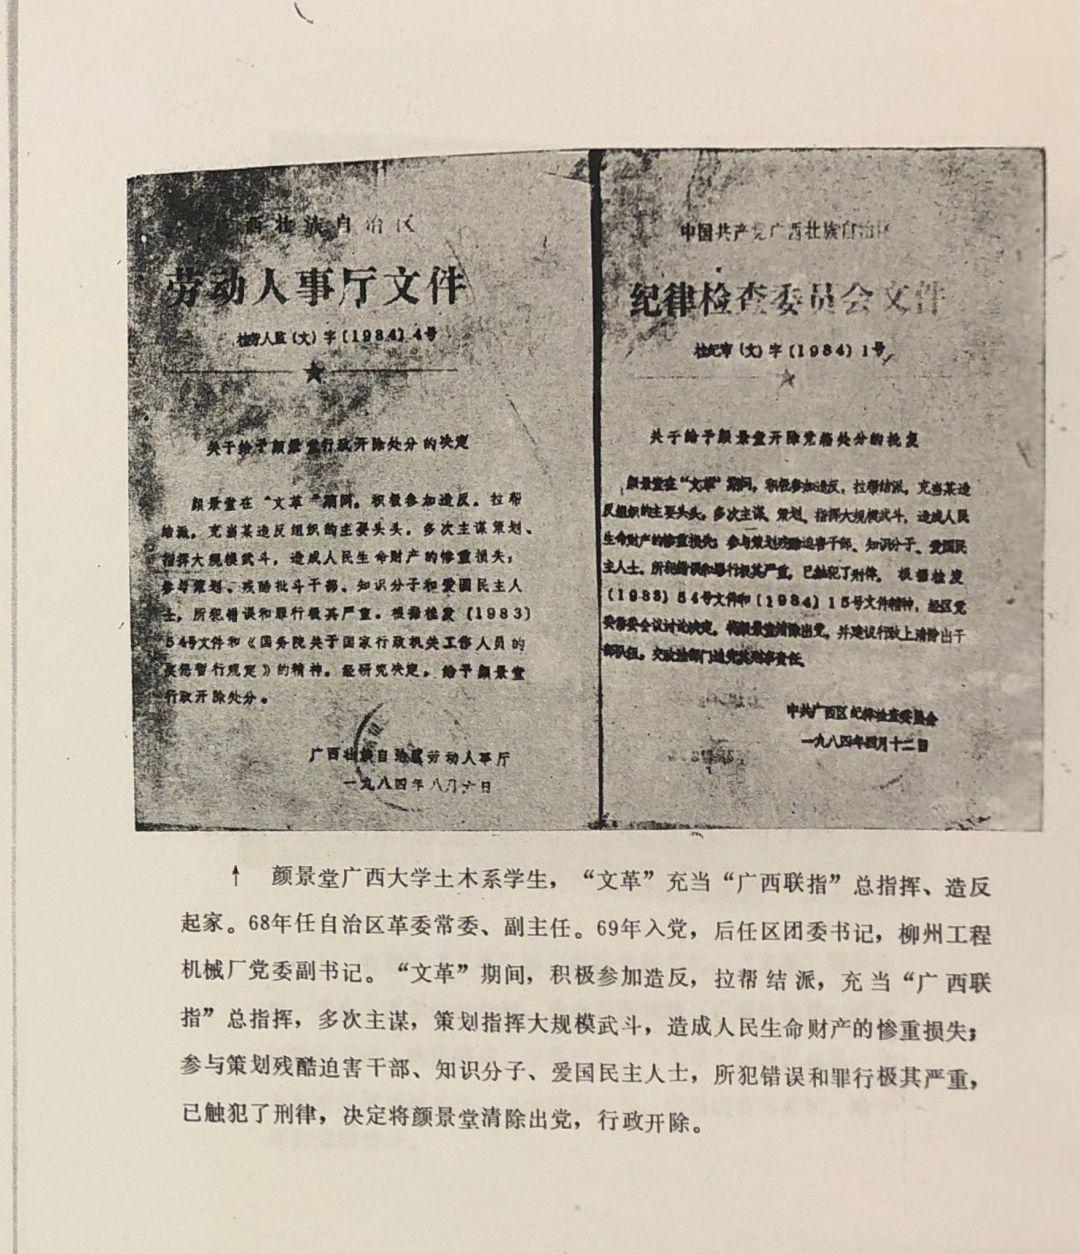 西壮族自治区
劳动人事厅文件
桂劳人监(文)字〔1984〕4号
关于给予颜景堂行政开除处分的决定
颜景堂在“文革”期间，积极参加造反。拉帮
结派，充当某造反组织的主要头头，多次主谋策划、
指挥大规模武斗，造成人民生命财产的惨重损失；
参与策划、残酷批斗干部、知识分子和爱国民主人
士，所犯错误和罪行极其严重。根据桂发〔1983〕
54号文件和《国务院关于国家行政机关工作人员的
奖惩暂行规定》的精神。经研究决定。给予颜景堂
行政开除处分。
广西壮族自治区劳动人事厅
一九八四年八月六日
中国共产党广西壮族自治区
纪律检查委员会文件
桂纪审(文)字〔1984〕1号
关于给予颜景堂开除党籍处分的批复
颜景堂在“文革”期间，积极参加造反，拉帮结派，充当某造
反组织的主要头头，多次主谋、策划、指挥大规模武斗，造成人民
生命财产的惨重损失；参与策划残酷迫害干部、知识分子、爱国民
主人士、所犯错误和罪行极其严重，已触犯了刑律。根据桂发
〔1983〕54号文件和〔1984〕15号文件精神，经区党
委常委会议讨论决定。将颜景堂清除出党，并建议行政上清除出干
部队伍。交政法部门追究其刑事责任。
中共广西区纪律检查委员会
一九八四年四月十二日
↑ 颜景堂广西大学土木系学生，“文革”充当“广西联指”总指挥、造反
起家。68年任自治区革委常委、副主任。69年入党，后任区团委书记，柳州工程
机械厂党委副书记。“文革”期间，积极参加造反，拉帮结派，充当“广西联
指”总指挥，多次主谋，策划指挥大规模武斗，造成人民生命财产的惨重损失；
参与策划残酷迫害干部、知识分子、爱国民主人士，所犯错误和罪行极其严重，
已触犯了刑律，决定将颜景堂清除出党，行政开除。